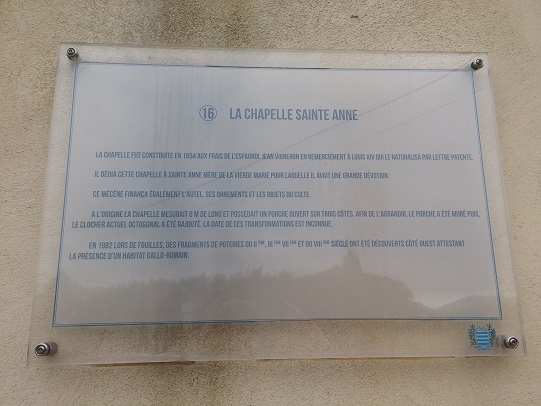 16 LA CHAPELLE SAINTE ANNE
LA CHAPELLE FUT CONSTRUITE EN 1654 AUX FRAIS DE L'ESPAGNOL JEAN VIGNERON EN REMERCIEMENT À LOUIS XIV QUI LE NATURALISA PAR LETTRE PATENTE.
IL DÉDIA CETTE CHAPELLE À SAINTE ANNE MÈRE DE LA VIERGE MARIE POUR LAQUELLE IL AVAIT UNE GRANDE DÉVOTION.
CE MÉCÈNE FINANÇA ÉGALEMENT L'AUTEL, SES ORNEMENTS ET LES OBJETS DU CULTE.
A L'ORIGINE LA CHAPELLE MESURAIT 6 M DE LONG ET POSSÉDAIT UN PORCHE OUVERT SUR TROIS CÔTÉS. AFIN DE L'AGRANDIR, LE PORCHE A ÉTÉ MURÉ PUIS,
LE CLOCHER ACTUEL OCTOGONAL A ÉTÉ RAJOUTÉ. LA DATE DE CES TRANSFORMATIONS EST INCONNUE.
EN 1982 LORS DE FOUILLES, DES FRAGMENTS DE POTERIES DU II ÈME, III ÈME VII ÈME ET DU VIII ÈME SIÈCLE ONT ÉTÉ DÉCOUVERTS CÔTÉ OUEST ATTESTANT
LA PRÉSENCE D'UN HABITAT GALLO-ROMAIN.